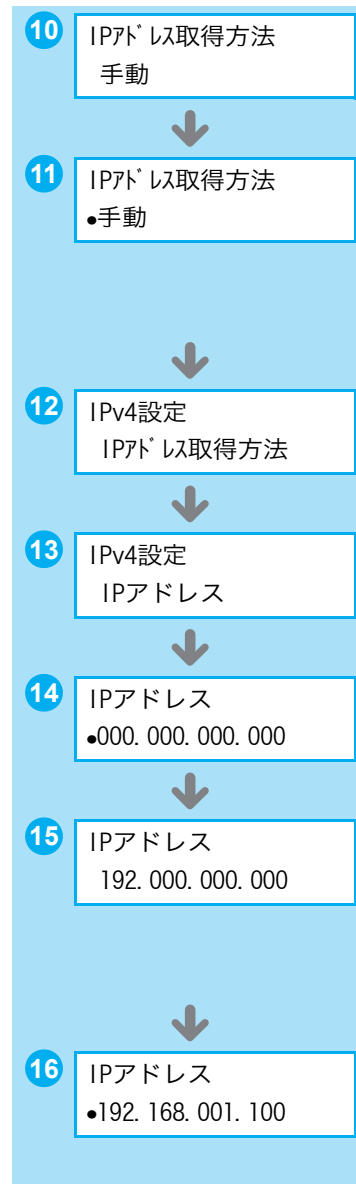 10
IPｱﾄﾞﾚｽ取得方法
手動
11
IPｱﾄﾞﾚｽ取得方法
●手動
12
IPv4設定
IPｱﾄﾞﾚｽ取得方法
13
IPv4設定
IPアドレス
14
IPアドレス
●000. 000. 000. 000
15
IPアドレス
192. 000. 000. 000
16
IPアドレス
●192. 168. 001. 100